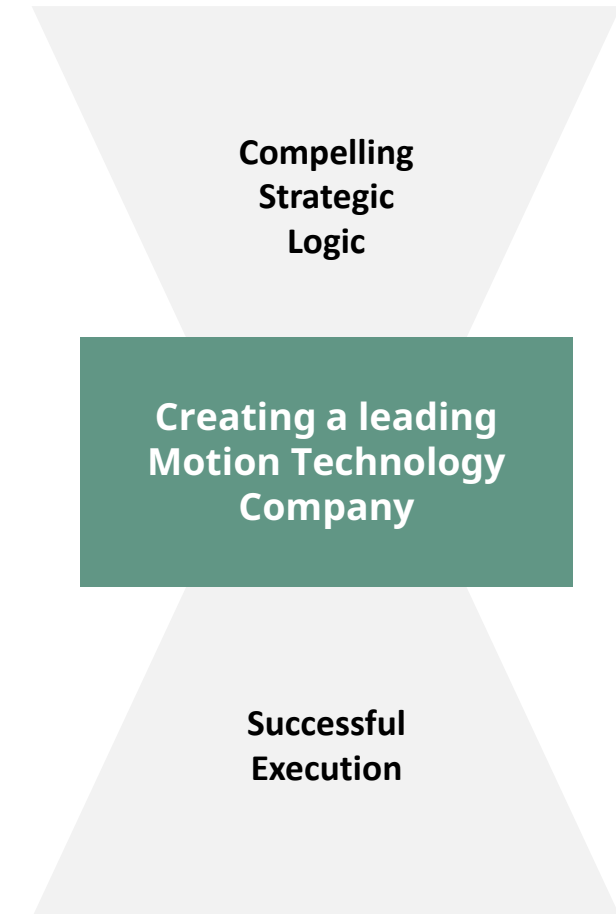 Compelling
Strategic
Logic
Creating a leading
Motion Technology
Company
Successful
Execution